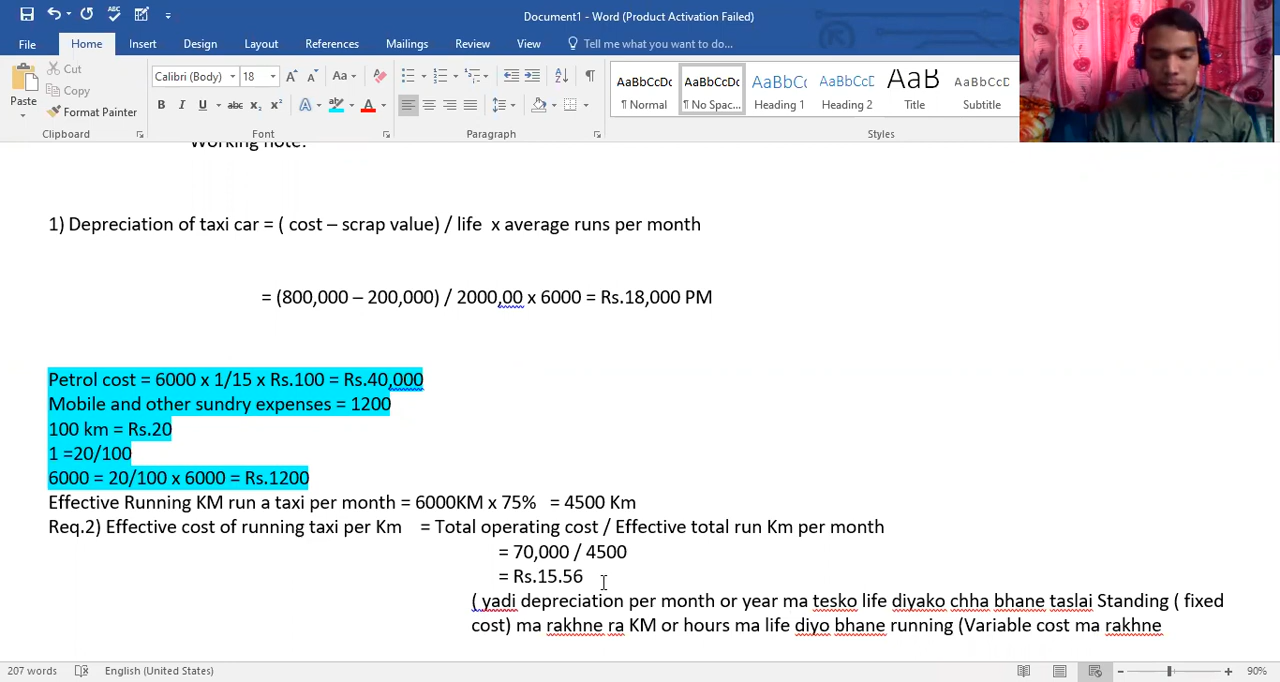 Document1 - Word (Product Activation Failed)
File Home Insert Design Layout References Mailings Review View Tell me what you want to do...
Paste
Cut
Copy
Format Painter
Clipboard
Calibri (Body) 18
Font
Paragraph
AaBbCcDc AaBbCcDc AaBbCc AaBbCcD AaB AaBbCcD
¶ Normal ¶ No Spac... Heading 1 Heading 2 Title Subtitle
Styles
Working note:
1) Depreciation of taxi car = ( cost – scrap value) / life x average runs per month
= (800,000 – 200,000) / 2000,00 x 6000 = Rs.18,000 PM
Petrol cost = 6000 x 1/15 x Rs.100 = Rs.40,000
Mobile and other sundry expenses = 1200
100 km = Rs.20
1 =20/100
6000 = 20/100 x 6000 = Rs.1200
Effective Running KM run a taxi per month = 6000KM x 75% = 4500 Km
Req.2) Effective cost of running taxi per Km = Total operating cost / Effective total run Km per month
= 70,000 / 4500
= Rs.15.56
( yadi depreciation per month or year ma tesko life diyako chha bhane taslai Standing ( fixed
cost) ma rakhne ra KM or hours ma life diyo bhane running (Variable cost ma rakhne
207 words English (United States) 90%